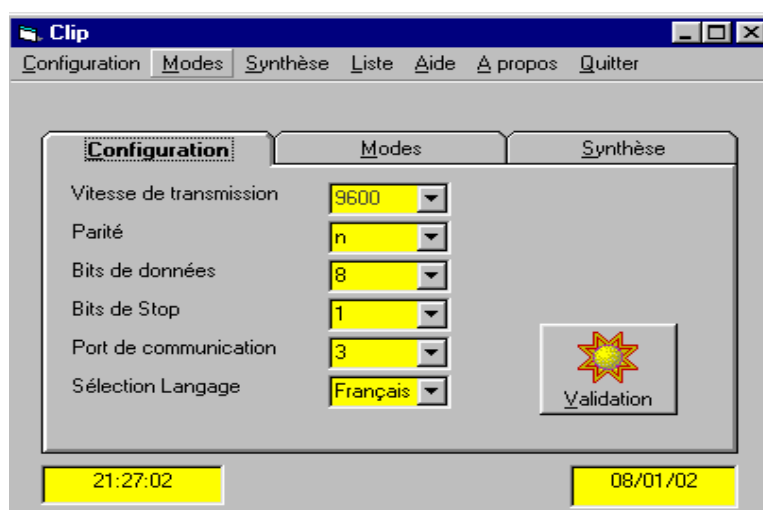 Clip
Configuration Modes Synthèse Liste Aide A propos Quitter
Configuration Modes Synthèse
Vitesse de transmission 9600
Parité n
Bits de données 8
Bits de Stop 1
Port de communication 3
Sélection Langage Français
Validation
21:27:02 08/01/02